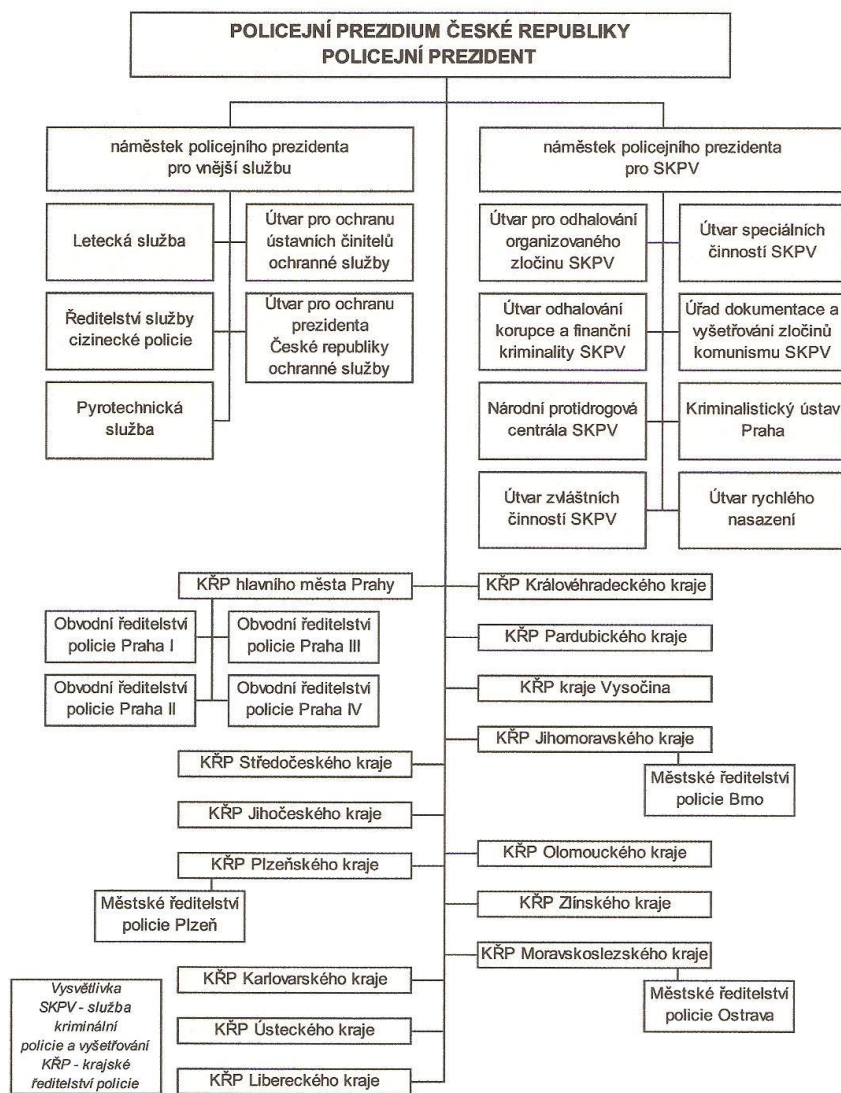 POLICEJNÍ PREZIDIUM ČESKÉ REPUBLIKY
POLICEJNÍ PREZIDENT
náměstek policejního prezidenta
pro vnější službu
Letecká služba
Útvar pro ochranu
ústavních činitelů
ochranné služby
Ředitelství služby
cizinecké policie
Útvar pro ochranu
prezidenta
České republiky
ochranné služby
Pyrotechnická
služba
náměstek policejního prezidenta
pro SKPV
Útvar pro odhalování
organizovaného
zločinu SKPV
Útvar speciálních
činností SKPV
Útvar odhalování
korupce a finanční
kriminality SKPV
Úřad dokumentace a
vyšetřování zločinů
komunismu SKPV
Národní protidrogová
centrála SKPV
Kriminalistický ústav
Praha
Útvar zvláštních
činností SKPV
Útvar rychlého
nasazení
KŘP hlavního města Prahy
Obvodní ředitelství
policie Praha I
Obvodní ředitelství
policie Praha III
Obvodní ředitelství
policie Praha II
Obvodní ředitelství
policie Praha IV
KŘP Středočeského kraje
KŘP Jihočeského kraje
KŘP Plzeňského kraje
Městské ředitelství
policie Plzeň
KŘP Karlovarského kraje
KŘP Ústeckého kraje
KŘP Libereckého kraje
KŘP Královéhradeckého kraje
KŘP Pardubického kraje
KŘP kraje Vysočina
KŘP Jihomoravského kraje
Městské ředitelství
policie Brno
KŘP Olomouckého kraje
KŘP Zlínského kraje
KŘP Moravskoslezského kraje
Městské ředitelství
policie Ostrava
Vysvětlivka
SKPV - služba
kriminální
policie a vyšetřování
KŘP - krajské
ředitelství policie